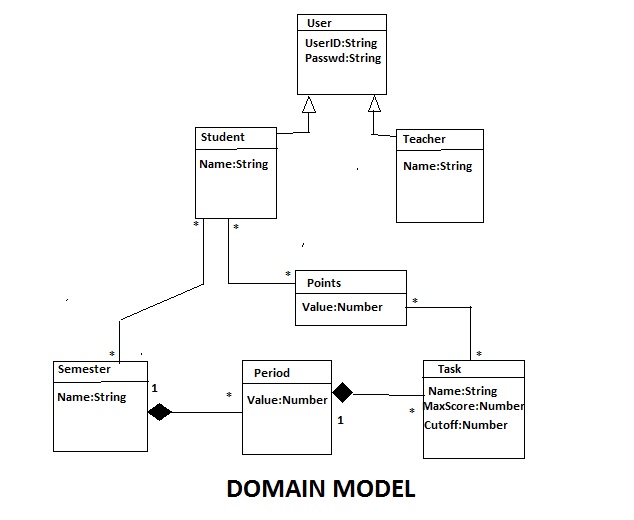 User
UserID:String
Passwd:String
Student
Name:String
Teacher
Name:String
*
*
*
Points
Value:Number
*
*
*
Semester
Name:String
1
*
Period
Value:Number
1
*
Task
Name:String
MaxScore:Number
Cutoff:Number
DOMAIN MODEL